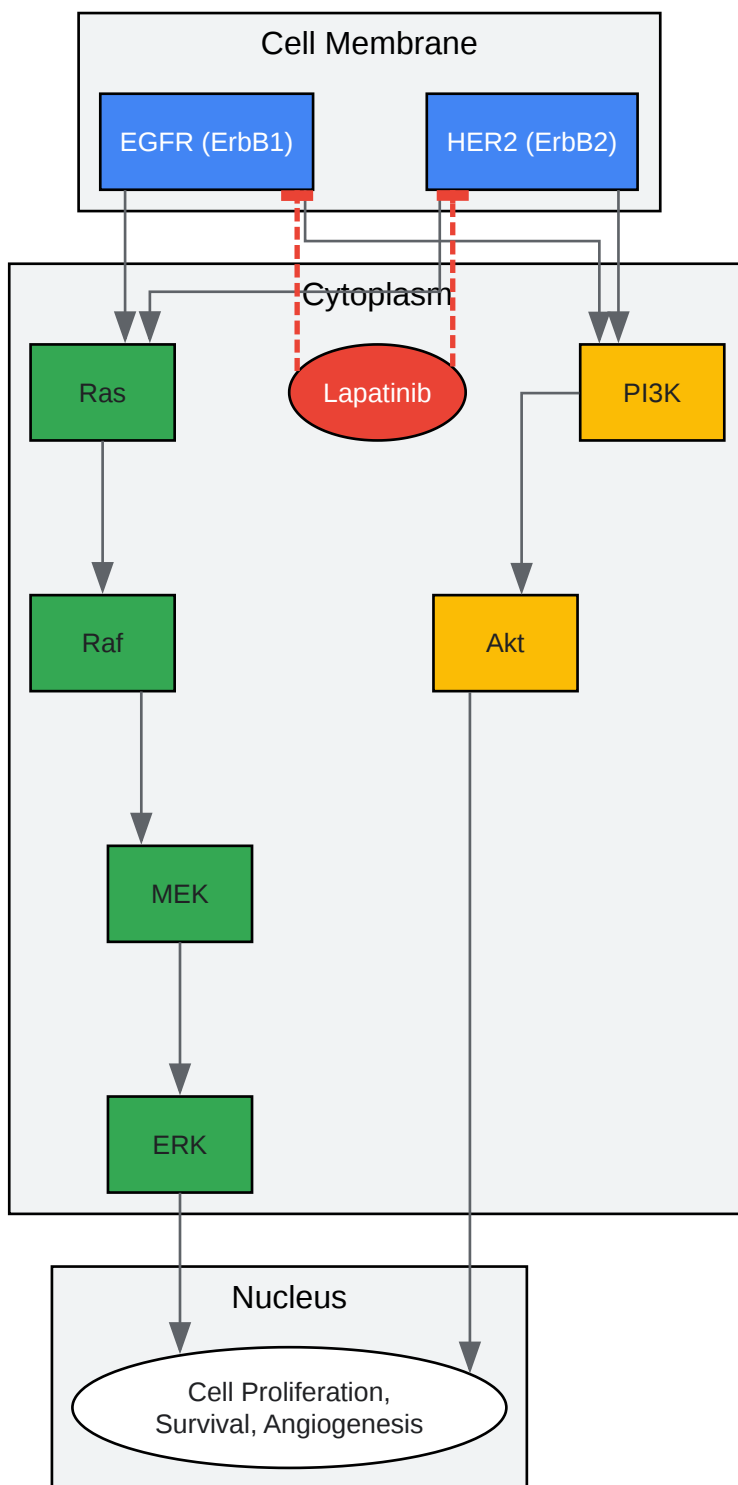 Cell Membrane
EGFR (ErbB1)
HER2 (ErbB2)
Cytoplasm
Ras
Lapatinib
PI3K
Raf
Akt
MEK
ERK
Nucleus
Cell Proliferation,
Survival, Angiogenesis